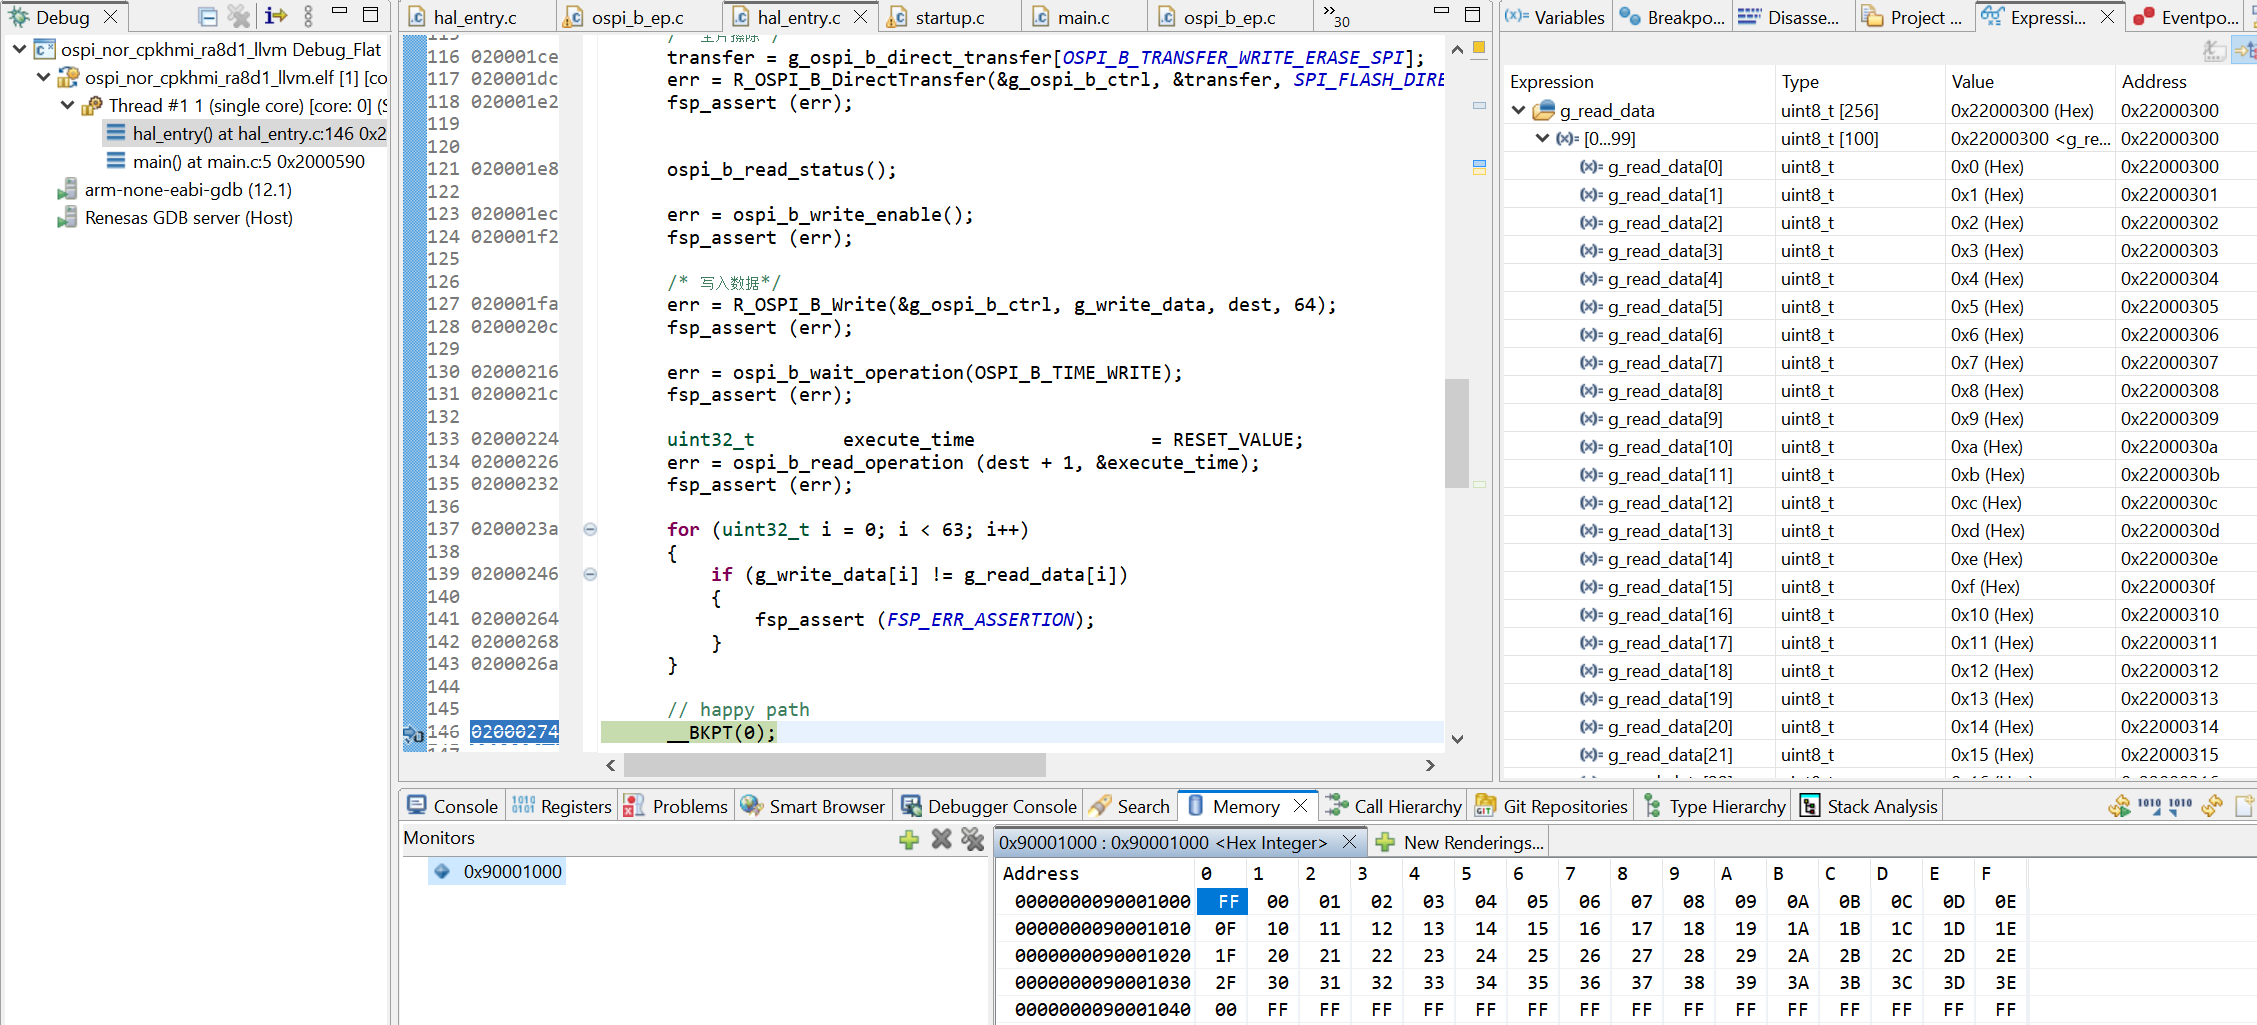 Debug
ospi_nor_cpkhmi_ra8d1_llvm Debug_Flat
ospi_nor_cpkhmi_ra8d1_llvm.elf [1] [co
Thread #1 1 (single core) [core: 0] (S
hal_entry() at hal_entry.c:146 0x2
main() at main.c:5 0x2000590
arm-none-eabi-gdb (12.1)
Renesas GDB server (Host)
hal_entry.c ospi_b_ep.c hal_entry.c startup.c main.c ospi_b_ep.c 30
116 020001ce transfer = g_ospi_b_direct_transfer[OSPI_B_TRANSFER_WRITE_ERASE_SPI];
117 020001dc err = R_OSPI_B_DirectTransfer(&g_ospi_b_ctrl, &transfer, SPI_FLASH_DIRE
118 020001e2 fsp_assert (err);
119
120
121 020001e8 ospi_b_read_status();
122
123 020001ec err = ospi_b_write_enable();
124 020001f2 fsp_assert (err);
125
126 /* 写入数据*/
127 020001fa err = R_OSPI_B_Write(&g_ospi_b_ctrl, g_write_data, dest, 64);
128 0200020c fsp_assert (err);
129
130 02000216 err = ospi_b_wait_operation(OSPI_B_TIME_WRITE);
131 0200021c fsp_assert (err);
132
133 02000224 uint32_t execute_time = RESET_VALUE;
134 02000226 err = ospi_b_read_operation (dest + 1, &execute_time);
135 02000232 fsp_assert (err);
136
137 0200023a for (uint32_t i = 0; i < 63; i++)
138 {
139 02000246 if (g_write_data[i] != g_read_data[i])
140 {
141 02000264 fsp_assert (FSP_ERR_ASSERTION);
142 02000268 }
143 0200026a }
144
145 // happy path
146 02000274 __BKPT(0);
Variables Breakpo... Disasse... Project ... Expressi... Eventpo...
Expression Type Value Address
g_read_data uint8_t [256] 0x22000300 (Hex) 0x22000300
[0...99] uint8_t [100] 0x22000300 <g_re... 0x22000300
g_read_data[0] uint8_t 0x0 (Hex) 0x22000300
g_read_data[1] uint8_t 0x1 (Hex) 0x22000301
g_read_data[2] uint8_t 0x2 (Hex) 0x22000302
g_read_data[3] uint8_t 0x3 (Hex) 0x22000303
g_read_data[4] uint8_t 0x4 (Hex) 0x22000304
g_read_data[5] uint8_t 0x5 (Hex) 0x22000305
g_read_data[6] uint8_t 0x6 (Hex) 0x22000306
g_read_data[7] uint8_t 0x7 (Hex) 0x22000307
g_read_data[8] uint8_t 0x8 (Hex) 0x22000308
g_read_data[9] uint8_t 0x9 (Hex) 0x22000309
g_read_data[10] uint8_t 0xa (Hex) 0x2200030a
g_read_data[11] uint8_t 0xb (Hex) 0x2200030b
g_read_data[12] uint8_t 0xc (Hex) 0x2200030c
g_read_data[13] uint8_t 0xd (Hex) 0x2200030d
g_read_data[14] uint8_t 0xe (Hex) 0x2200030e
g_read_data[15] uint8_t 0xf (Hex) 0x2200030f
g_read_data[16] uint8_t 0x10 (Hex) 0x22000310
g_read_data[17] uint8_t 0x11 (Hex) 0x22000311
g_read_data[18] uint8_t 0x12 (Hex) 0x22000312
g_read_data[19] uint8_t 0x13 (Hex) 0x22000313
g_read_data[20] uint8_t 0x14 (Hex) 0x22000314
g_read_data[21] uint8_t 0x15 (Hex) 0x22000315
Console Registers Problems Smart Browser Debugger Console Search Memory Call Hierarchy Git Repositories Type Hierarchy Stack Analysis
Monitors
0x90001000
0x90001000 : 0x90001000 <Hex Integer> New Renderings...
Address 0 1 2 3 4 5 6 7 8 9 A B C D E F
0000000090001000 FF 00 01 02 03 04 05 06 07 08 09 0A 0B 0C 0D 0E
0000000090001010 0F 10 11 12 13 14 15 16 17 18 19 1A 1B 1C 1D 1E
0000000090001020 1F 20 21 22 23 24 25 26 27 28 29 2A 2B 2C 2D 2E
0000000090001030 2F 30 31 32 33 34 35 36 37 38 39 3A 3B 3C 3D 3E
0000000090001040 00 FF FF FF FF FF FF FF FF FF FF FF FF FF FF FF